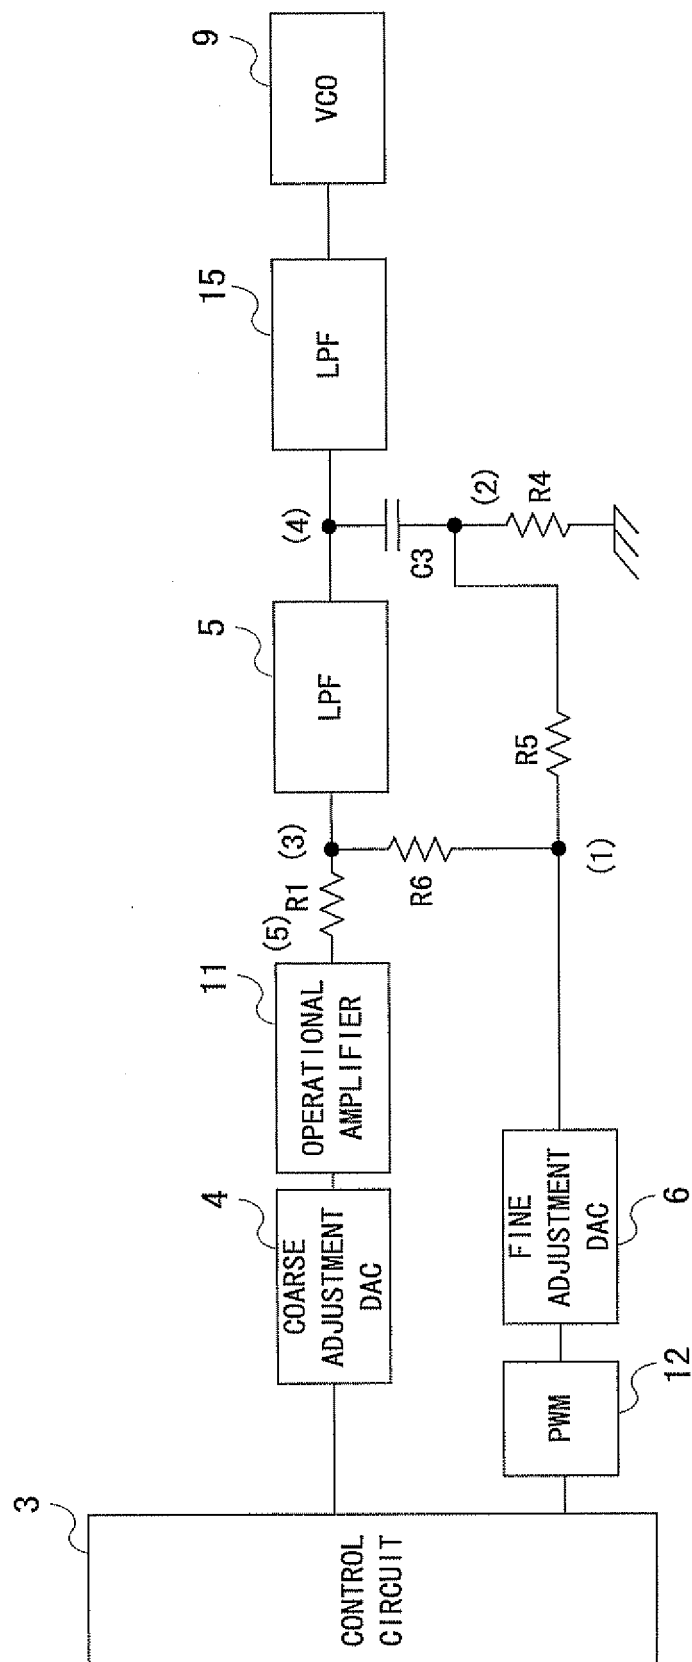 3
CONTROL
CIRCUIT
4
COARSE
ADJUSTMENT
DAC
11
OPERATIONAL
AMPLIFIER
(5)
R1
(3)
5
LPF
(4)
15
LPF
9
VCO
C3
(2)
R4
R6
R5
(1)
PWM
12
FINE
ADJUSTMENT
DAC
6